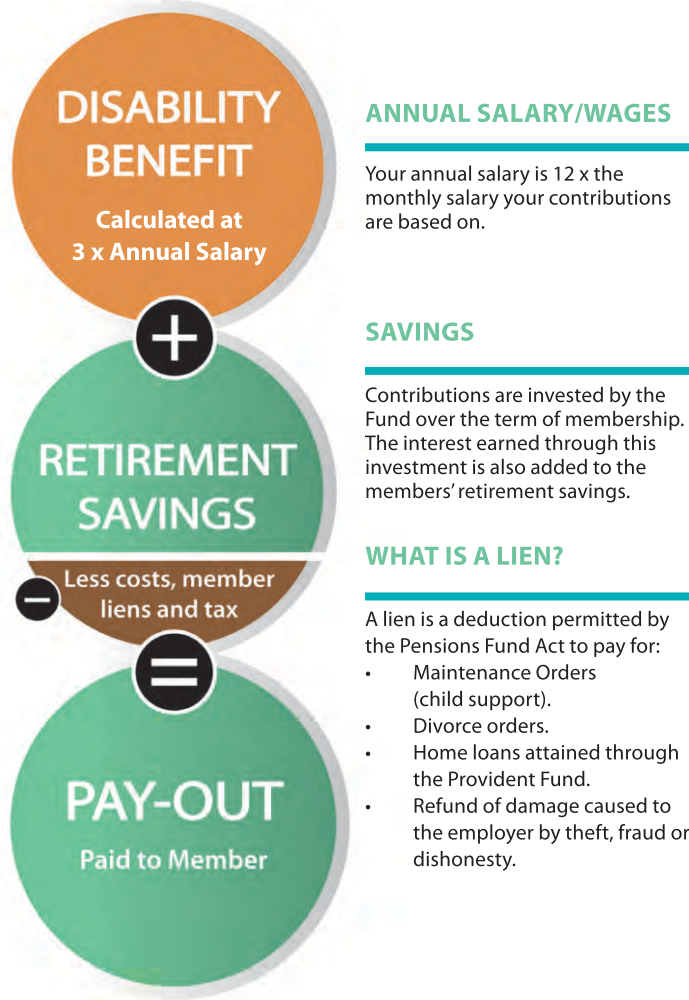 DISABILITY
BENEFIT
Calculated at
3 x Annual Salary
+
RETIREMENT
SAVINGS
−
Less costs, member
liens and tax
=
PAY-OUT
Paid to Member
ANNUAL SALARY/WAGES
Your annual salary is 12 x the
monthly salary your contributions
are based on.
SAVINGS
Contributions are invested by the
Fund over the term of membership.
The interest earned through this
investment is also added to the
members’ retirement savings.
WHAT IS A LIEN?
A lien is a deduction permitted by
the Pensions Fund Act to pay for:
• Maintenance Orders
(child support).
• Divorce orders.
• Home loans attained through
the Provident Fund.
• Refund of damage caused to
the employer by theft, fraud or
dishonesty.